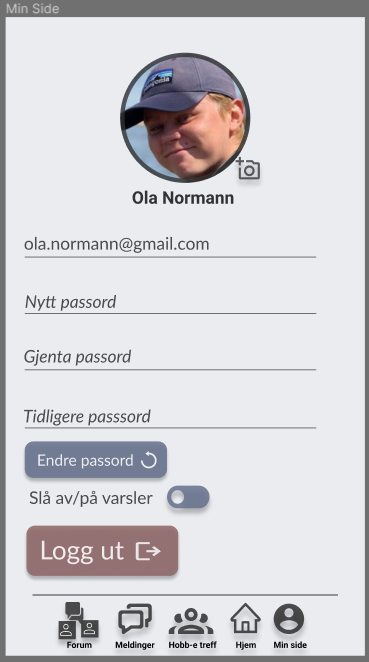 Min Side
patagonia
Ola Normann
ola.normann@gmail.com
Nytt passord
Gjenta passord
Tidligere passsord
Endre passord
Slå av/på varsler
Logg ut
Forum Meldinger Hobb-e treff Hjem Min side